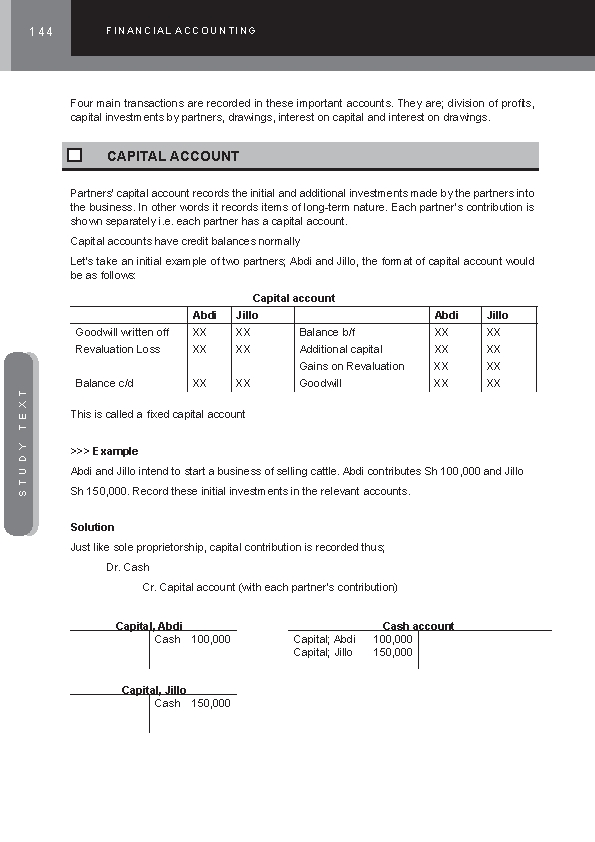 144
FINANCIAL ACCOUNTING
Four main transactions are recorded in these important accounts. They are; division of profits,
capital investments by partners, drawings, interest on capital and interest on drawings.
CAPITAL ACCOUNT
Partners' capital account records the initial and additional investments made by the partners into
the business. In other words it records items of long-term nature. Each partner's contribution is
shown separately i.e. each partner has a capital account.
Capital accounts have credit balances normally
Let's take an initial example of two partners; Abdi and Jillo, the format of capital account would
be as follows:
Capital account
Abdi Jillo Abdi Jillo
Goodwill written off XX XX Balance b/f XX XX
Revaluation Loss XX XX Additional capital XX XX
Gains on Revaluation XX XX
Balance c/d XX XX Goodwill XX XX
This is called a fixed capital account
>>> Example
Abdi and Jillo intend to start a business of selling cattle. Abdi contributes Sh 100,000 and Jillo
Sh 150,000. Record these initial investments in the relevant accounts.
Solution
Just like sole proprietorship, capital contribution is recorded thus;
Dr. Cash
Cr. Capital account (with each partner's contribution)
Capital, Abdi Cash account
Cash 100,000 Capital; Abdi 100,000
Capital; Jillo 150,000
Capital, Jillo
Cash 150,000
STUDY TEXT